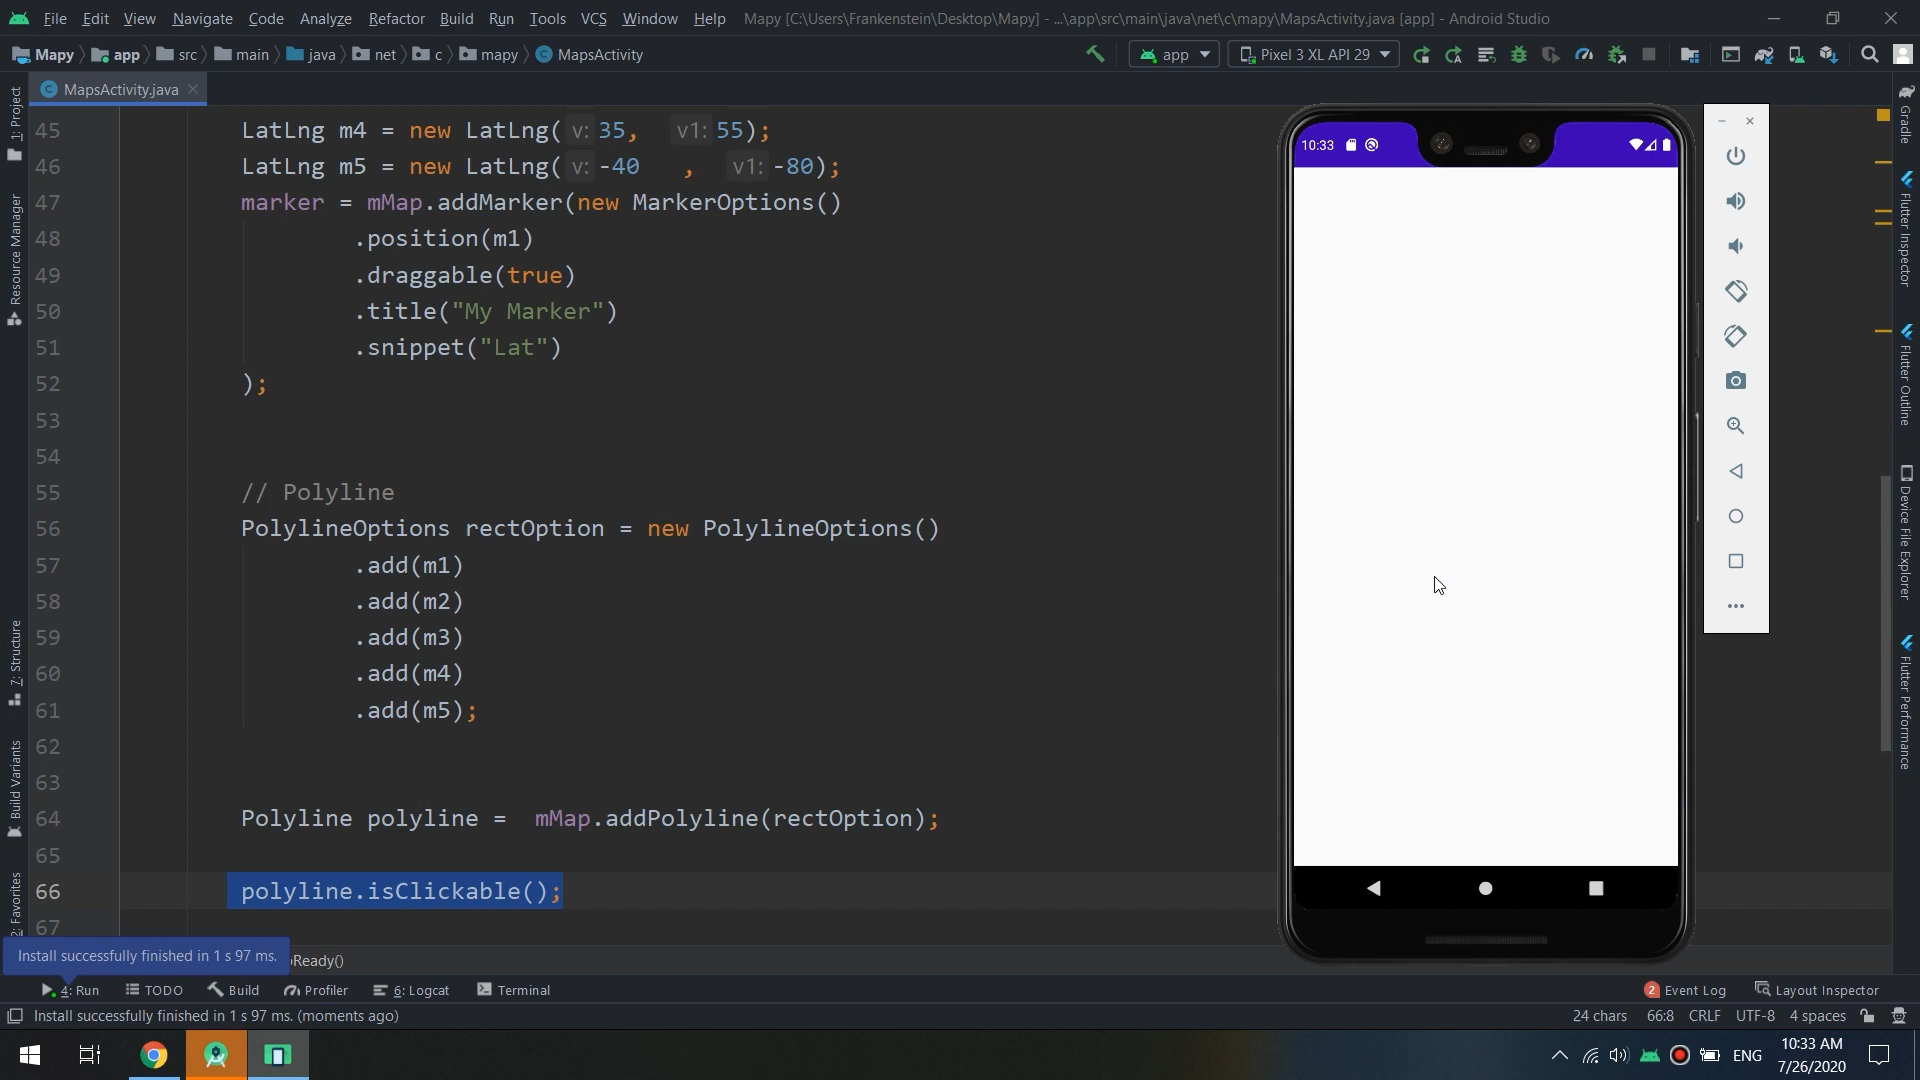 File Edit View Navigate Code Analyze Refactor Build Run Tools VCS Window Help Mapy [C:\Users\Frankenstein\Desktop\Mapy] - ...\app\src\main\java\net\c\mapy\MapsActivity.java [app] - Android Studio
Mapy app src main java net c mapy MapsActivity app Pixel 3 XL API 29
MapsActivity.java
1: Project
Resource Manager
7: Structure
Build Variants
2: Favorites
45 LatLng m4 = new LatLng( v: 35, v1: 55);
46 LatLng m5 = new LatLng( v: -40 , v1: -80);
47 marker = mMap.addMarker(new MarkerOptions()
48 .position(m1)
49 .draggable(true)
50 .title("My Marker")
51 .snippet("Lat")
52 );
53
54
55 // Polyline
56 PolylineOptions rectOption = new PolylineOptions()
57 .add(m1)
58 .add(m2)
59 .add(m3)
60 .add(m4)
61 .add(m5);
62
63
64 Polyline polyline = mMap.addPolyline(rectOption);
65
66 polyline.isClickable();
67
10:33
Gradle
Flutter Inspector
Flutter Outline
Device File Explorer
Flutter Performance
Install successfully finished in 1 s 97 ms.
Ready()
4: Run TODO Build Profiler 6: Logcat Terminal 2 Event Log Layout Inspector
Install successfully finished in 1 s 97 ms. (moments ago) 24 chars 66:8 CRLF UTF-8 4 spaces
ENG 10:33 AM
7/26/2020